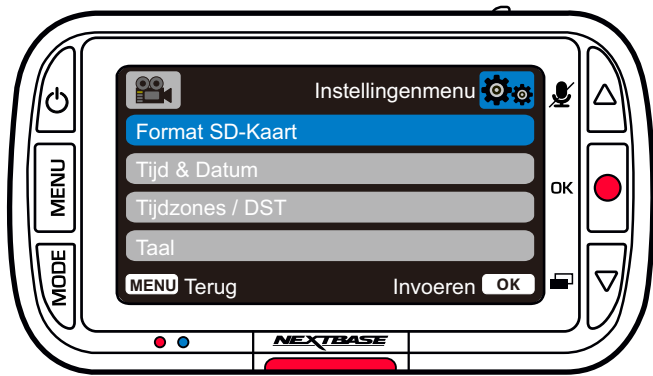 Instellingenmenu
Format SD-Kaart
Tijd & Datum
Tijdzones / DST
Taal
MENU Terug Invoeren OK
MENU
MODE
OK
NEXTBASE